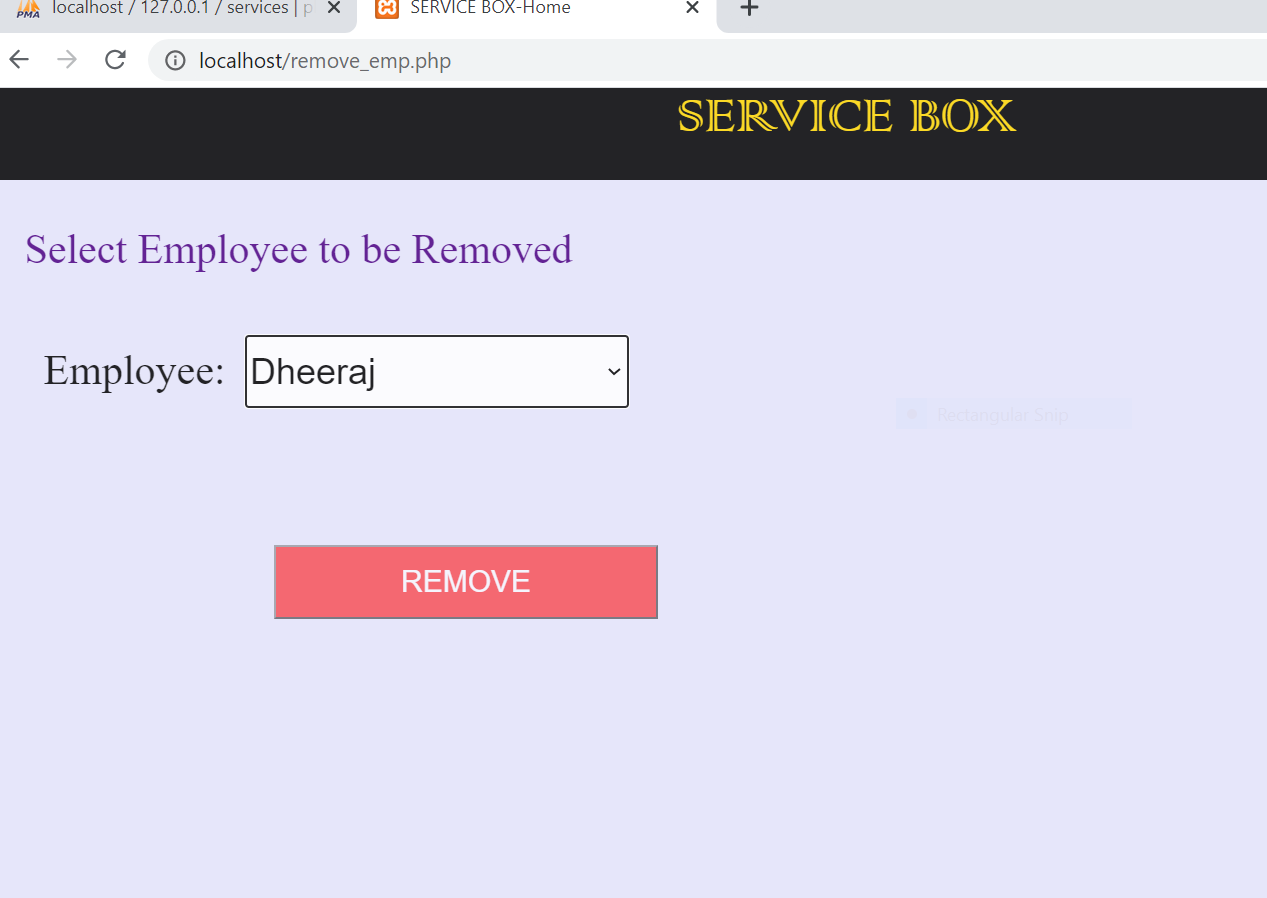 PMA localhost / 127.0.0.1 / services | p SERVICE BOX-Home
localhost/remove_emp.php
SERVICE BOX
Select Employee to be Removed
Employee: Dheeraj
Rectangular Snip
REMOVE